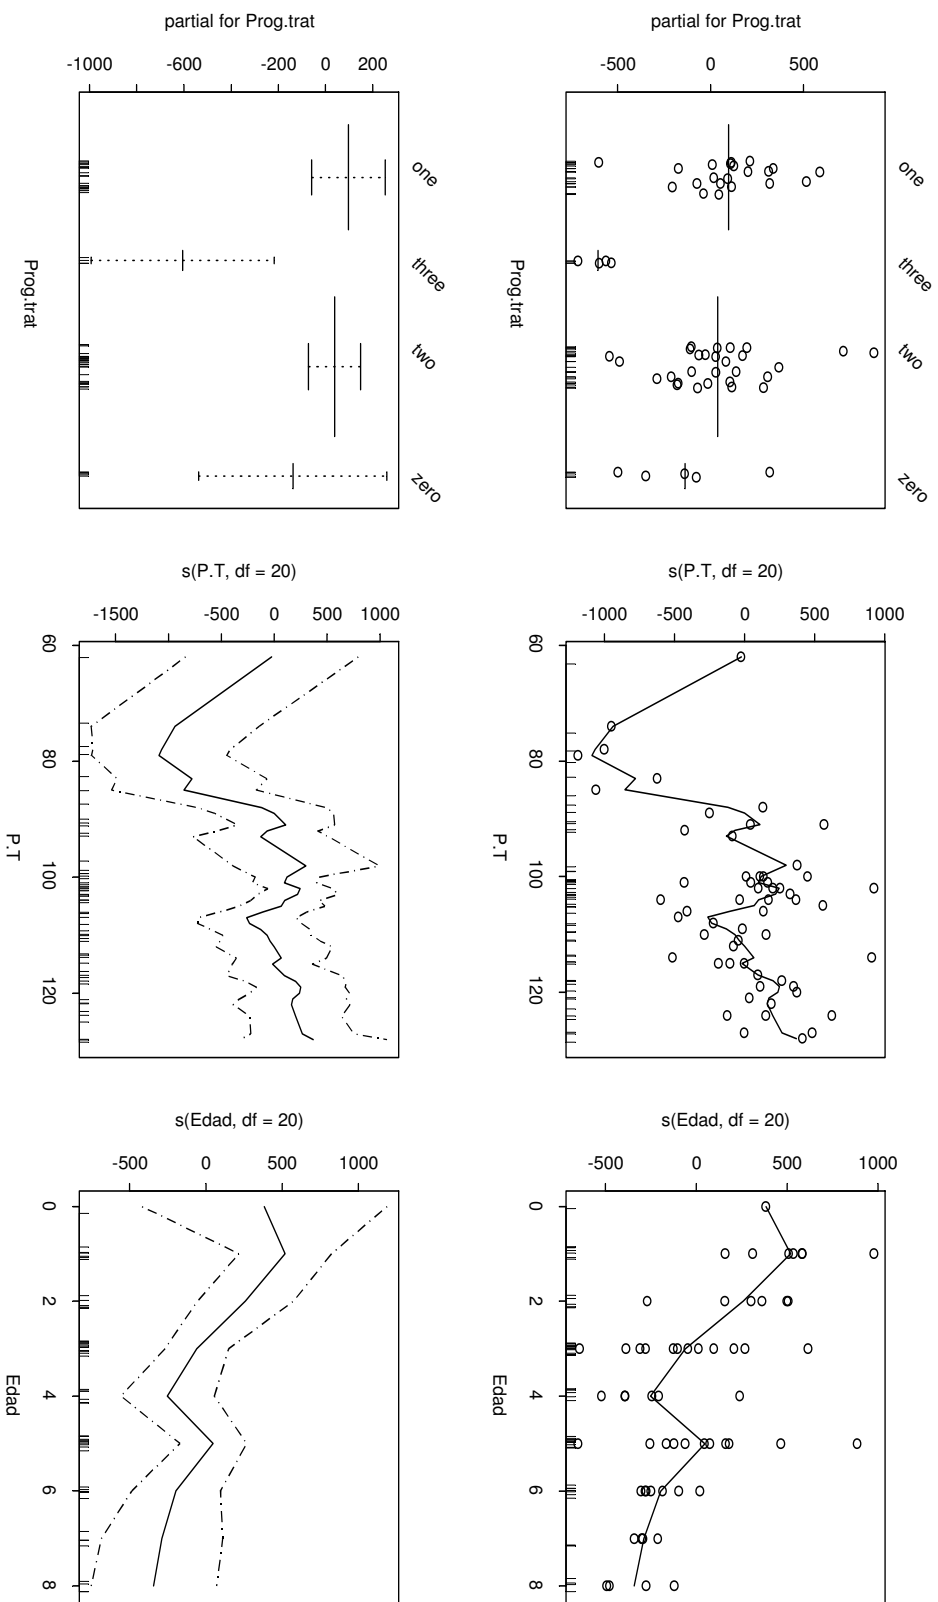 partial for Prog.trat
-1000 -600 -200 0 200
one
three
two
zero
Prog.trat
partial for Prog.trat
-500 0 500
one
three
two
zero
Prog.trat
s(P.T, df = 20)
-1500 -500 0 500 1000
60
80
100
120
P.T
s(P.T, df = 20)
-1000 -500 0 500 1000
60
80
100
120
P.T
s(Edad, df = 20)
-500 0 500 1000
0
2
4
6
8
Edad
s(Edad, df = 20)
-500 0 500 1000
0
2
4
6
8
Edad